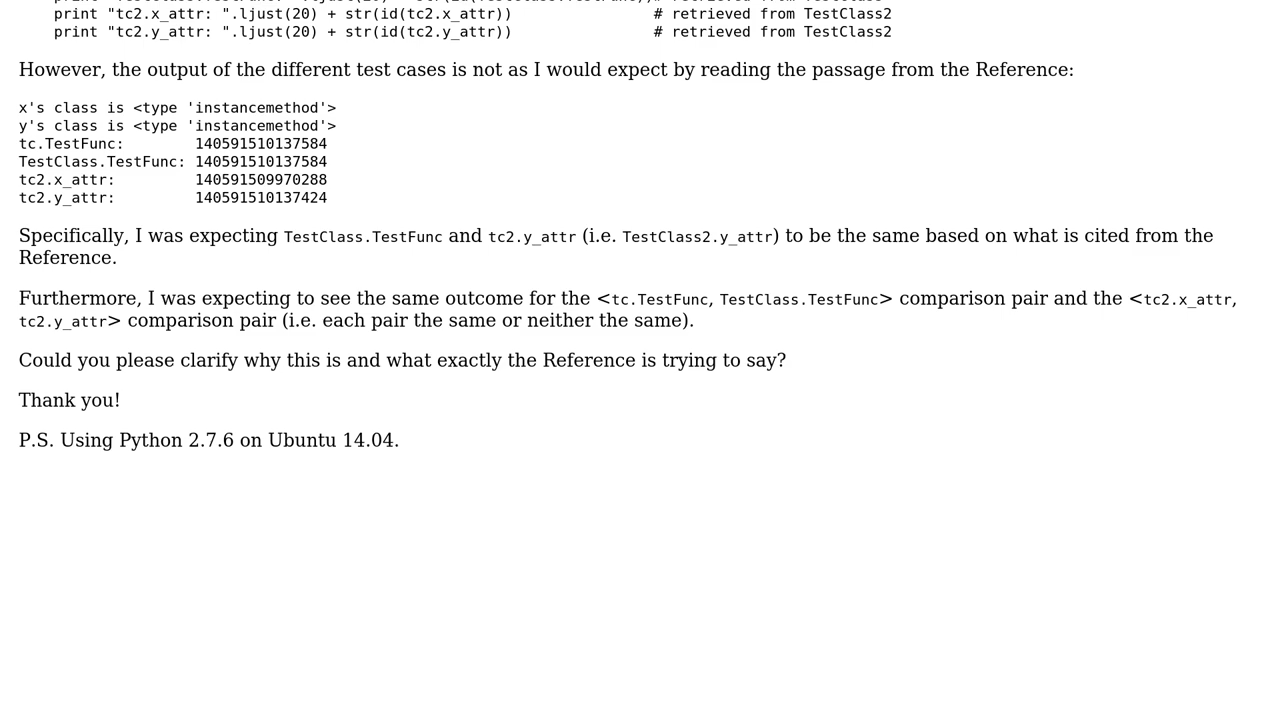 print "tc2.x_attr: ".ljust(20) + str(id(tc2.x_attr))                # retrieved from TestClass2
print "tc2.y_attr: ".ljust(20) + str(id(tc2.y_attr))                # retrieved from TestClass2
However, the output of the different test cases is not as I would expect by reading the passage from the Reference:
x's class is <type 'instancemethod'>
y's class is <type 'instancemethod'>
tc.TestFunc:        140591510137584
TestClass.TestFunc: 140591510137584
tc2.x_attr:         140591509970288
tc2.y_attr:         140591510137424
Specifically, I was expecting TestClass.TestFunc and tc2.y_attr (i.e. TestClass2.y_attr) to be the same based on what is cited from the
Reference.
Furthermore, I was expecting to see the same outcome for the <tc.TestFunc, TestClass.TestFunc> comparison pair and the <tc2.x_attr,
tc2.y_attr> comparison pair (i.e. each pair the same or neither the same).
Could you please clarify why this is and what exactly the Reference is trying to say?
Thank you!
P.S. Using Python 2.7.6 on Ubuntu 14.04.